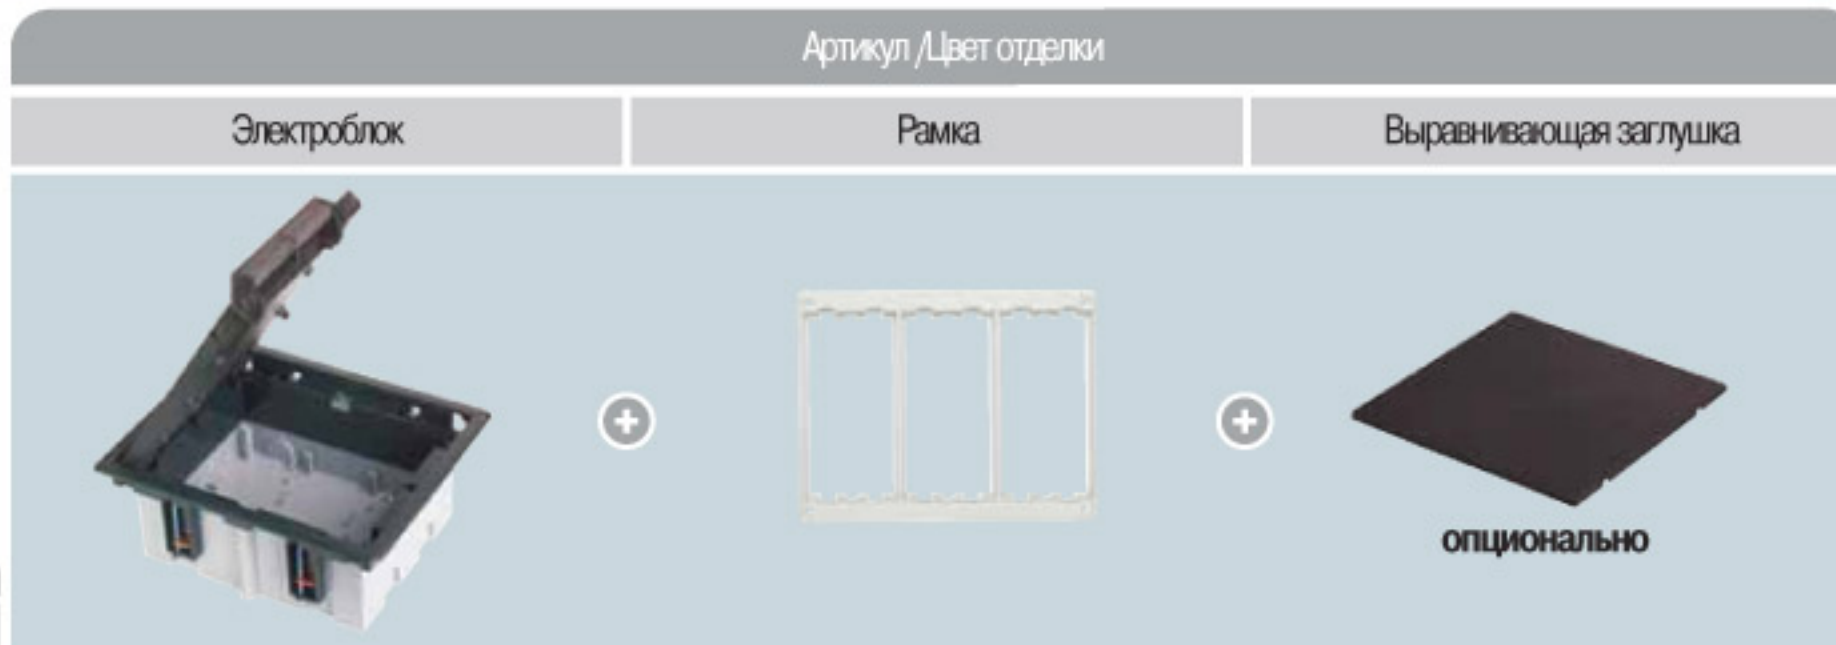 Артикул /Цвет отделки
Электроблок
Рамка
Выравнивающая заглушка
опционально